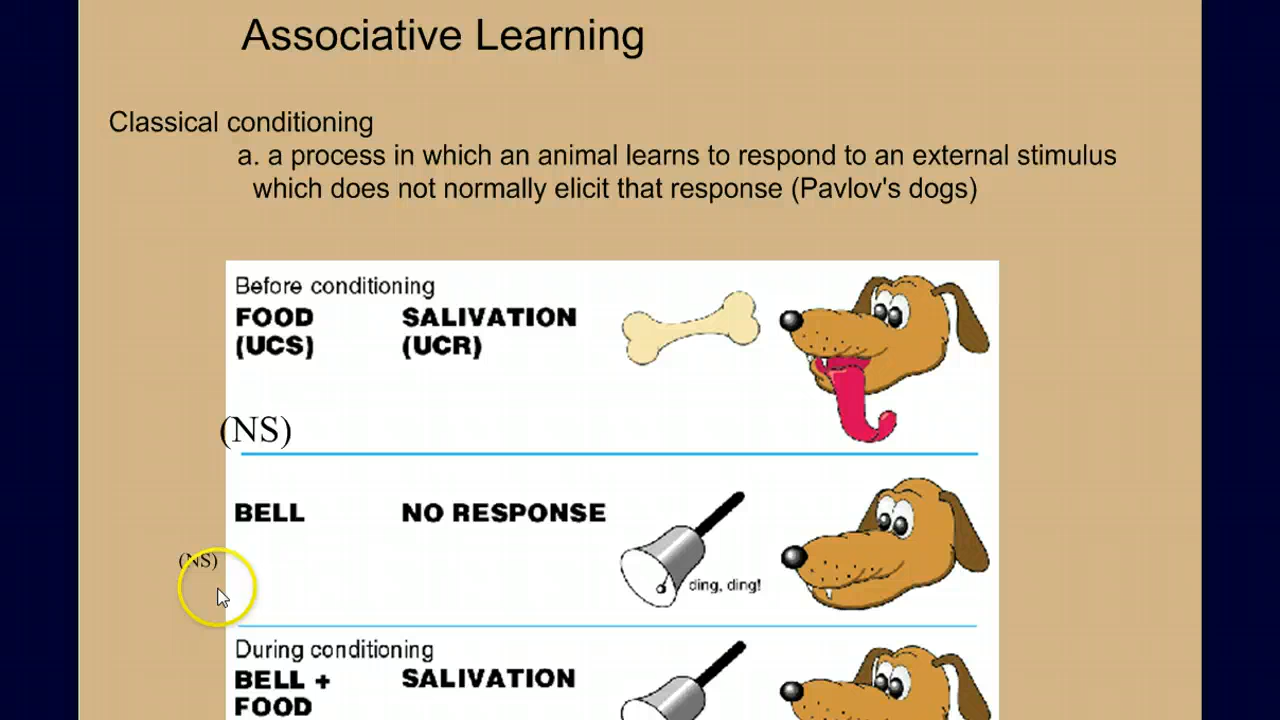 Associative Learning
Classical conditioning
a. a process in which an animal learns to respond to an external stimulus
which does not normally elicit that response (Pavlov's dogs)
Before conditioning
FOOD SALIVATION
(UCS) (UCR)
(NS)
BELL NO RESPONSE
(NS)
ding, ding!
During conditioning
BELL + SALIVATION
FOOD